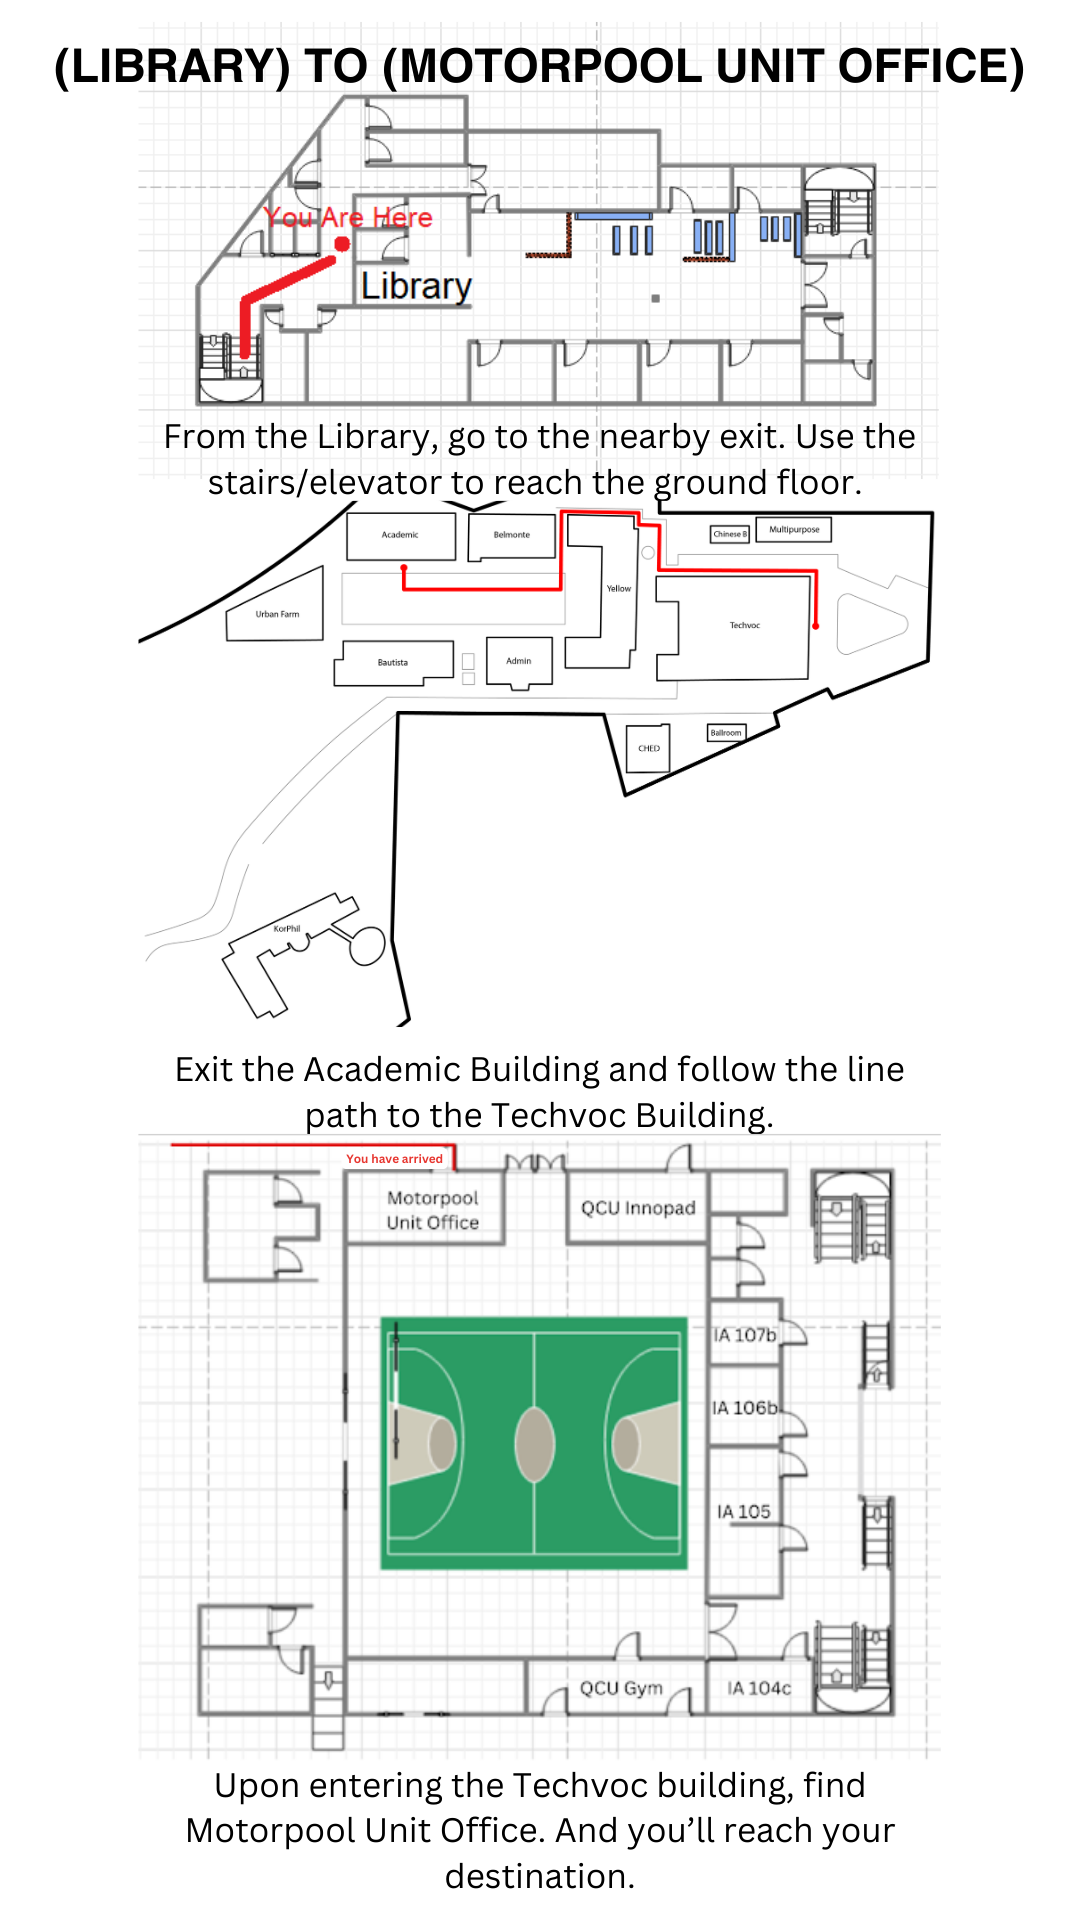 (LIBRARY) TO (MOTORPOOL UNIT OFFICE)
You Are Here
Library
From the Library, go to the nearby exit. Use the
stairs/elevator to reach the ground floor.
Academic
Belmonte
Chinese B
Multipurpose
Yellow
Urban Farm
Techvoc
Bautista
Admin
CHED
Ballroom
KorPhil
Exit the Academic Building and follow the line
path to the Techvoc Building.
You have arrived
Motorpool
Unit Office
QCU Innopad
IA 107b
IA 106b
IA 105
QCU Gym
IA 104c
Upon entering the Techvoc building, find
Motorpool Unit Office. And you’ll reach your
destination.